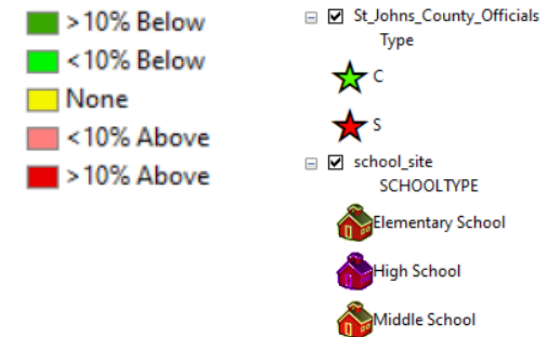 >10% Below
<10% Below
None
<10% Above
>10% Above
St_Johns_County_Officials
Type
C
S
school_site
SCHOOLTYPE
Elementary School
High School
Middle School